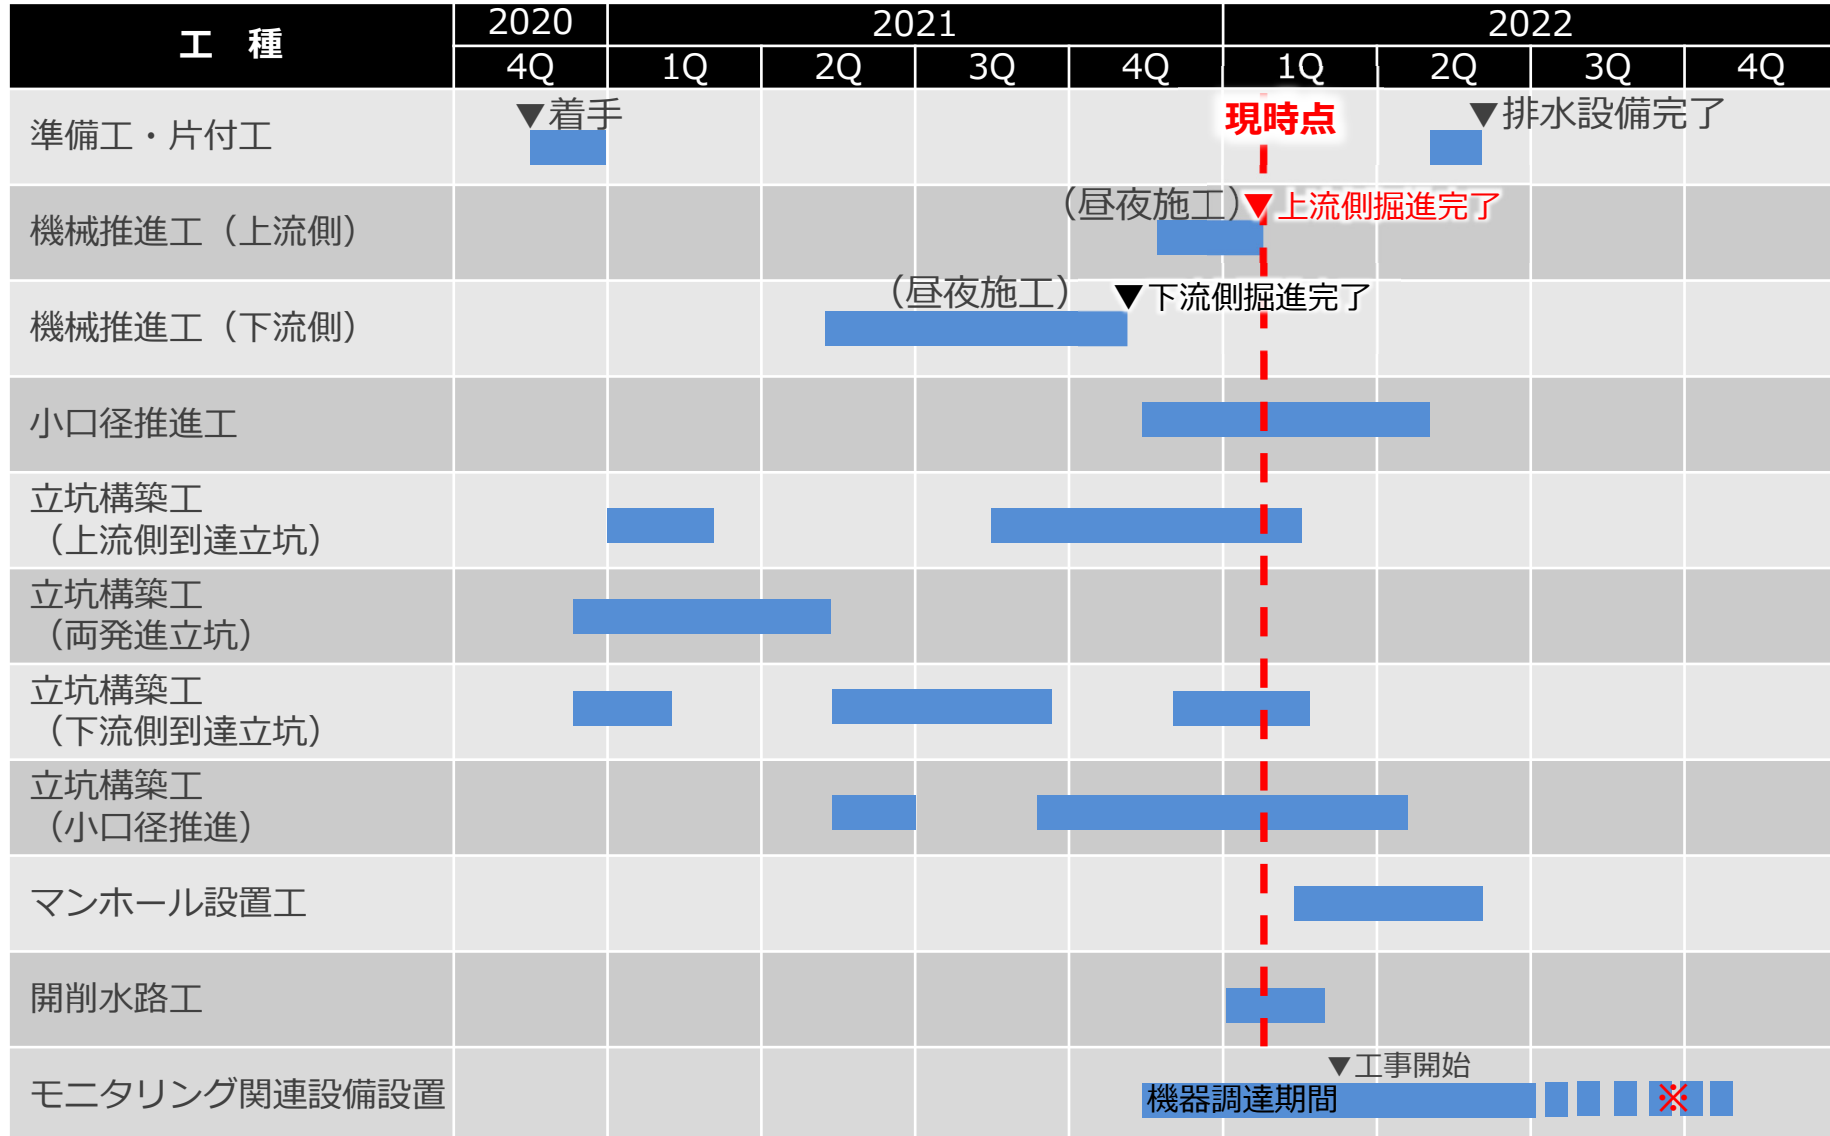 工　種
2020
2021
2022
4Q
1Q
2Q
3Q
4Q
1Q
2Q
3Q
4Q
準備工・片付工
▼着手
現時点
▼排水設備完了
機械推進工（上流側）
（昼夜施工）
▼上流側掘進完了
機械推進工（下流側）
（昼夜施工）
▼下流側掘進完了
小口径推進工
立坑構築工
（上流側到達立坑）
立坑構築工
（両発進立坑）
立坑構築工
（下流側到達立坑）
立坑構築工
（小口径推進）
マンホール設置工
開削水路工
モニタリング関連設備設置
▼工事開始
機器調達期間
※